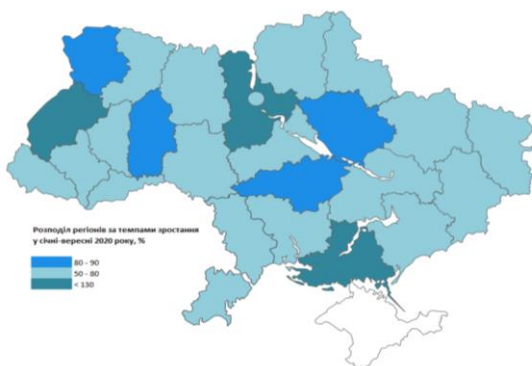 Розподіл регіонів за темпами зростання
у січні-вересні 2020 року, %
80 - 90
50 - 80
< 130